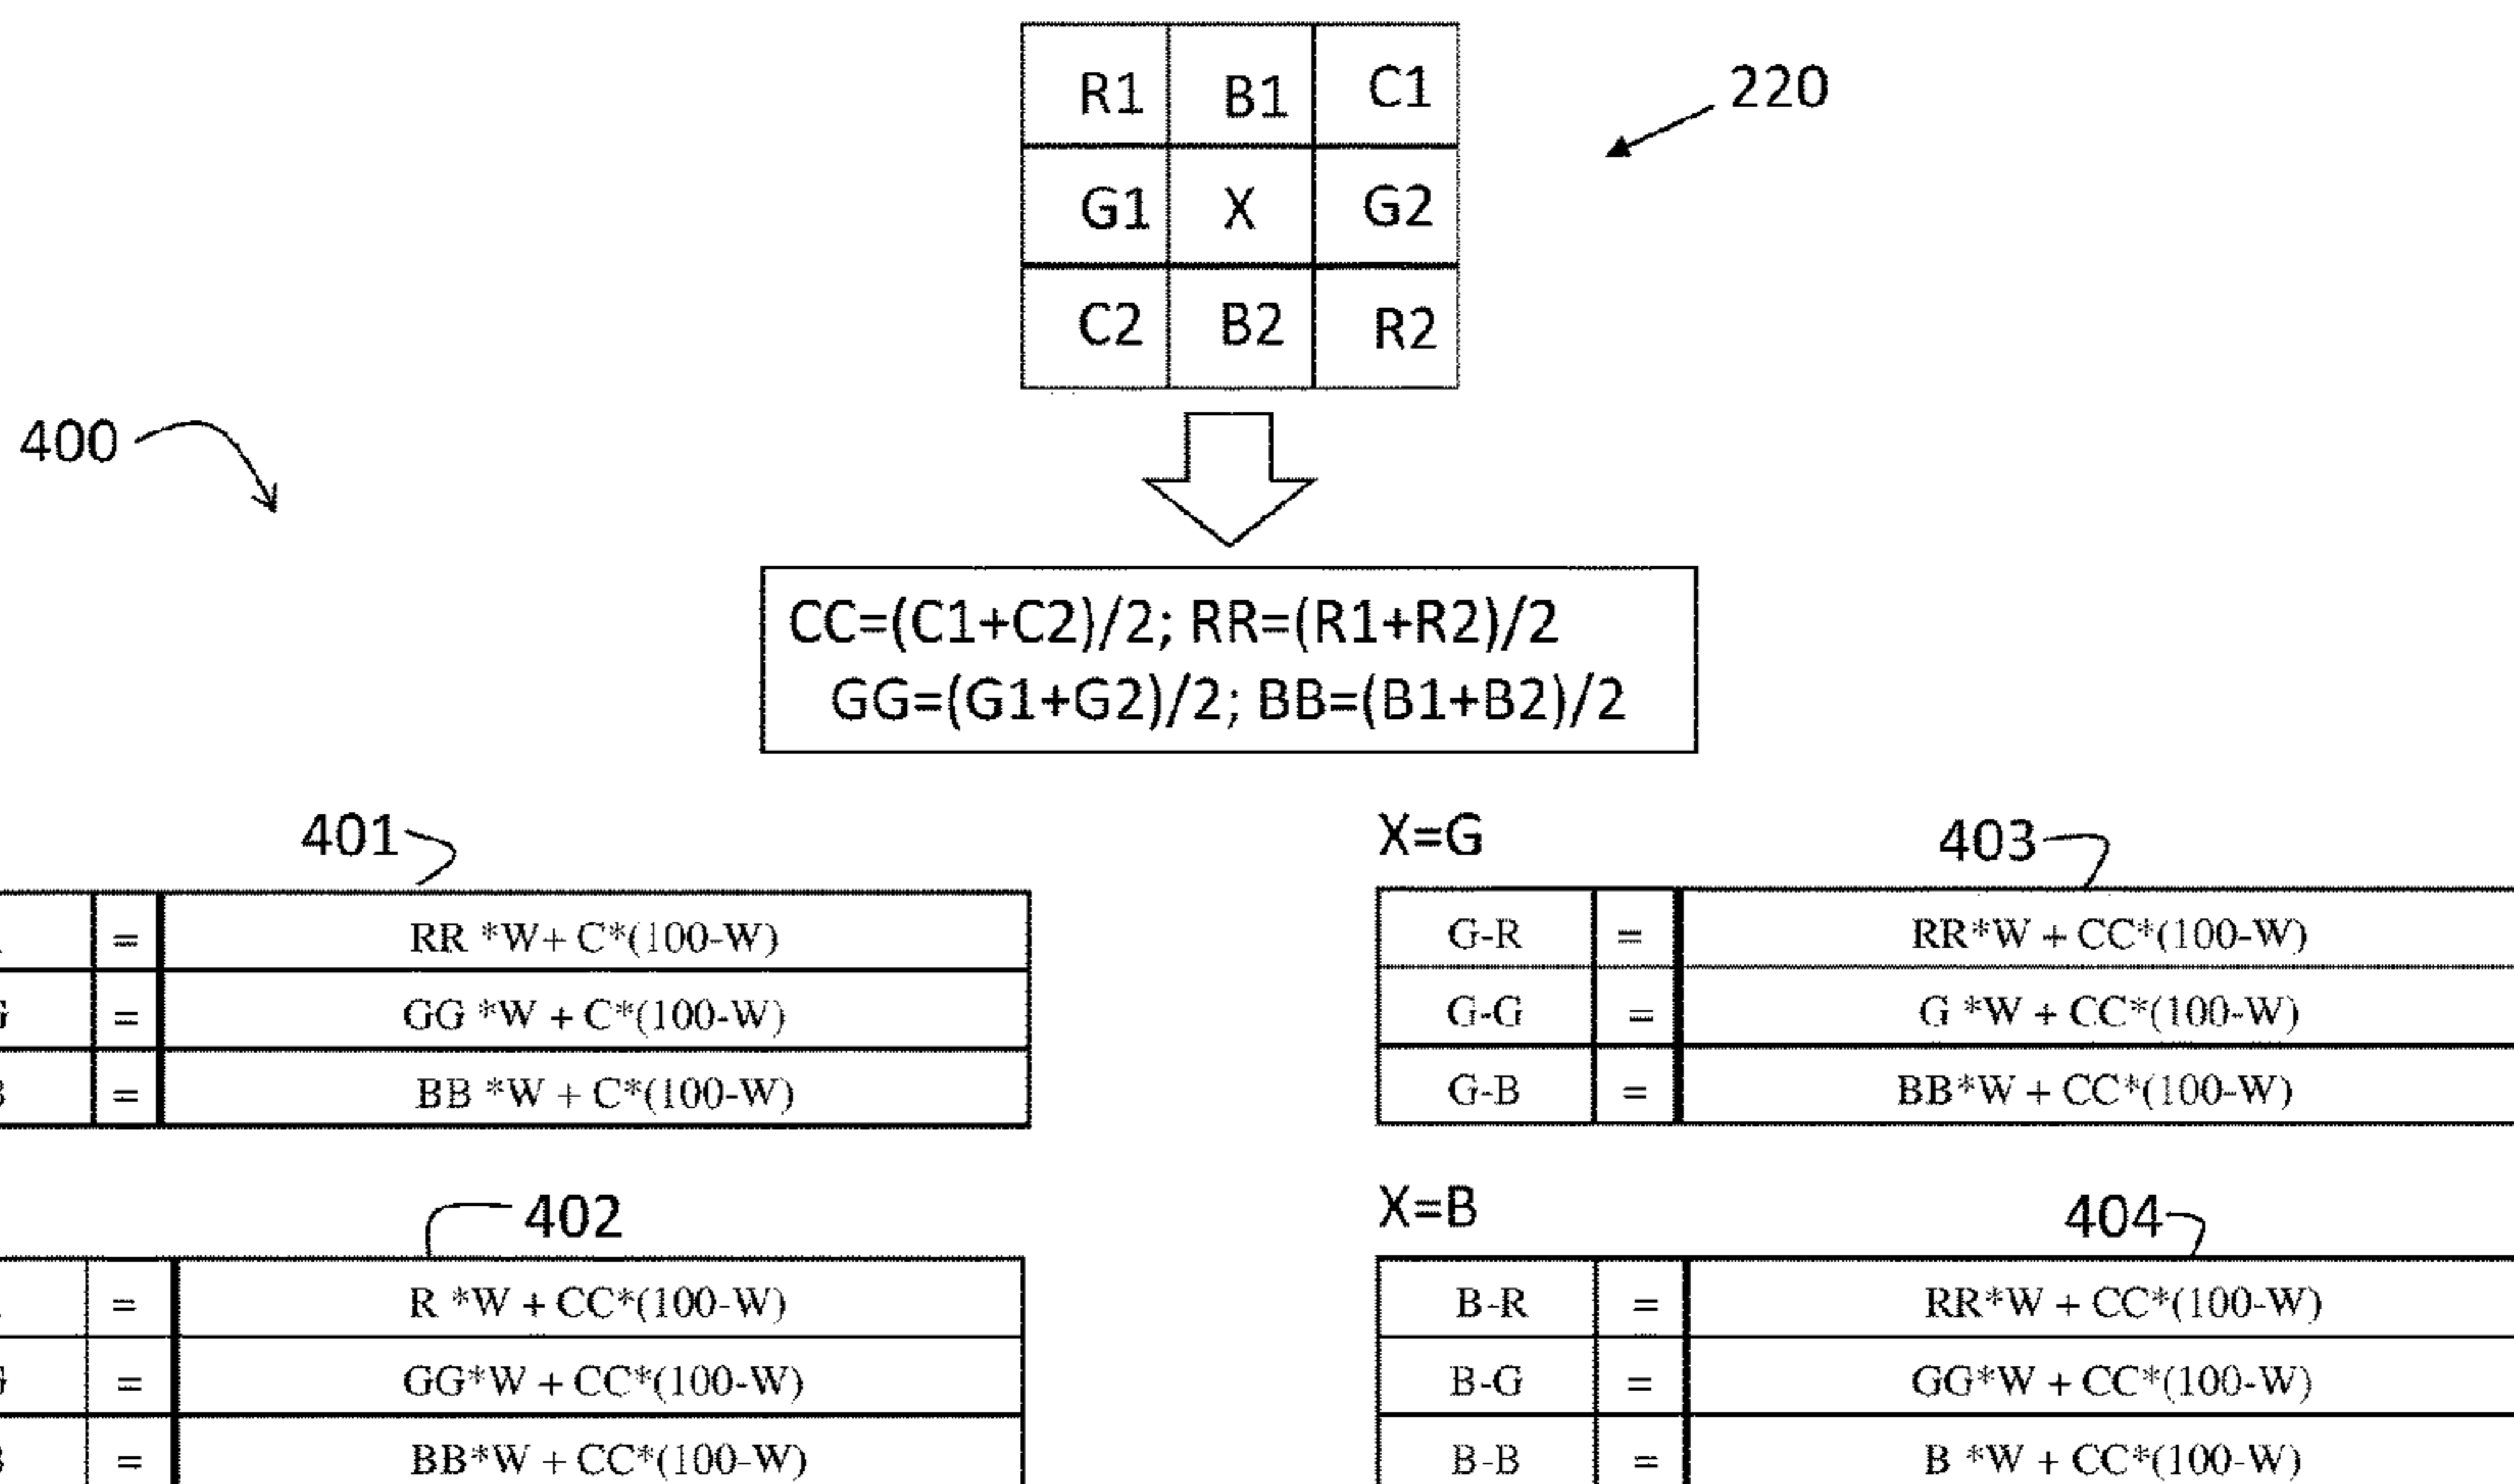 R1 B1 C1
220
G1 X G2
C2 B2 R2
400
CC=(C1+C2)/2; RR=(R1+R2)/2
GG=(G1+G2)/2; BB=(B1+B2)/2
401
= RR *W+ C*(100-W)
= GG *W + C*(100-W)
= BB *W + C*(100-W)
X=G
403
G-R = RR*W + CC*(100-W)
G-G = G *W + CC*(100-W)
G-B = BB*W + CC*(100-W)
402
= R *W + CC*(100-W)
= GG*W + CC*(100-W)
= BB*W + CC*(100-W)
X=B
404
B-R = RR*W + CC*(100-W)
B-G = GG*W + CC*(100-W)
B-B = B *W + CC*(100-W)